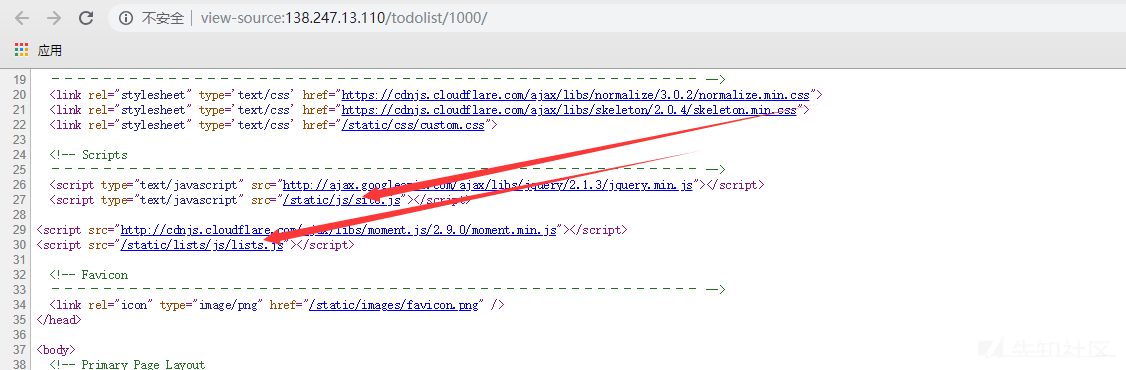 不安全 | view-source:138.247.13.110/todolist/1000/
应用
19 ------------------------------------------------------- -->
20 <link rel="stylesheet" type='text/css' href="https://cdnjs.cloudflare.com/ajax/libs/normalize/3.0.2/normalize.min.css">
21 <link rel="stylesheet" type='text/css' href="https://cdnjs.cloudflare.com/ajax/libs/skeleton/2.0.4/skeleton.min.css">
22 <link rel="stylesheet" type='text/css' href="/static/css/custom.css">
23
24 <!-- Scripts
25 ------------------------------------------------------- -->
26 <script type="text/javascript" src="http://ajax.googleapis.com/ajax/libs/jquery/2.1.3/jquery.min.js"></script>
27 <script type="text/javascript" src="/static/js/site.js"></script>
28
29 <script src="http://cdnjs.cloudflare.com/ajax/libs/moment.js/2.9.0/moment.min.js"></script>
30 <script src="/static/lists/js/lists.js"></script>
31
32 <!-- Favicon
33 ------------------------------------------------------- -->
34 <link rel="icon" type="image/png" href="/static/images/favicon.png" />
35 </head>
36
37 <body>
38 <!-- Primary Page Layout
先知社区